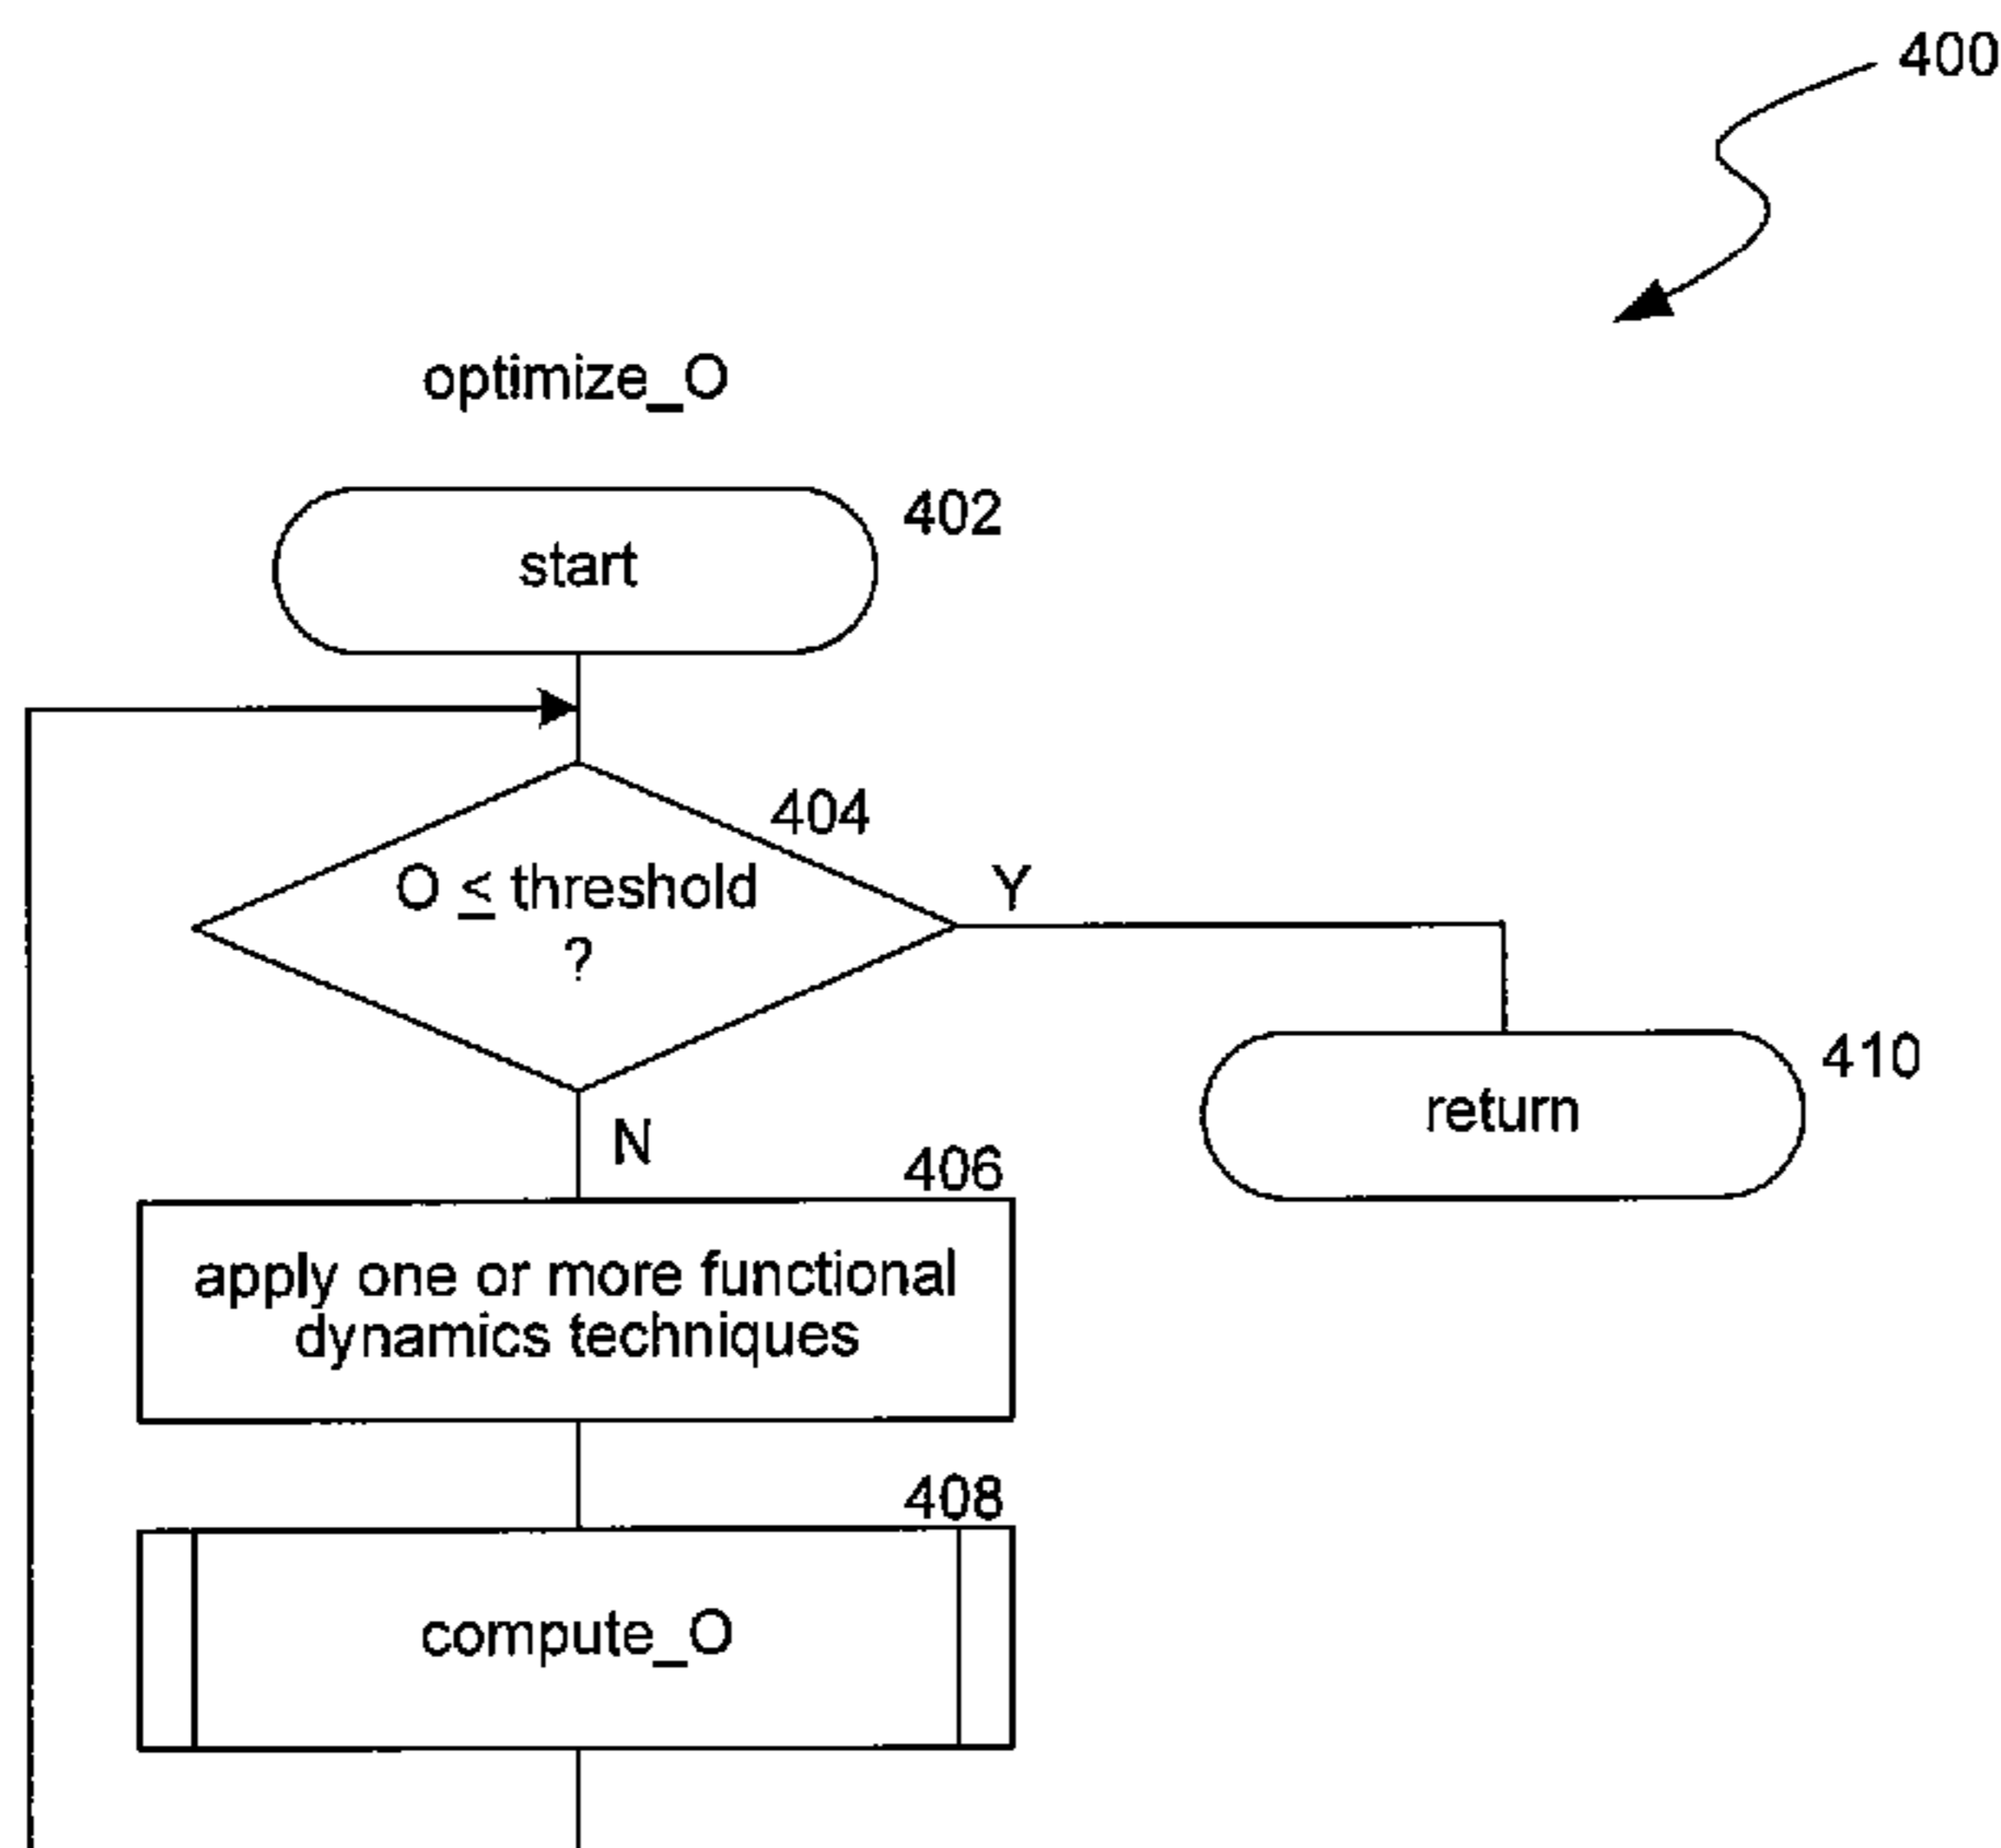 400
optimize_O
402
start
404
O ≤ threshold
?
Y
410
return
N
406
apply one or more functional
dynamics techniques
408
compute_O